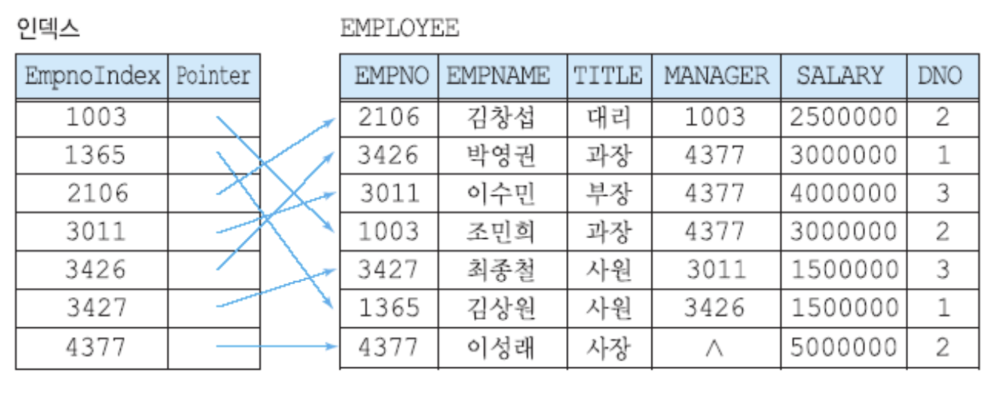 인덱스 EMPLOYEE
EmpnoIndex Pointer EMPNO EMPNAME TITLE MANAGER SALARY DNO
1003 2106 김창섭 대리 1003 2500000 2
1365 3426 박영권 과장 4377 3000000 1
2106 3011 이수민 부장 4377 4000000 3
3011 1003 조민희 과장 4377 3000000 2
3426 3427 최종철 사원 3011 1500000 3
3427 1365 김상원 사원 3426 1500000 1
4377 4377 이성래 사장 ∧ 5000000 2